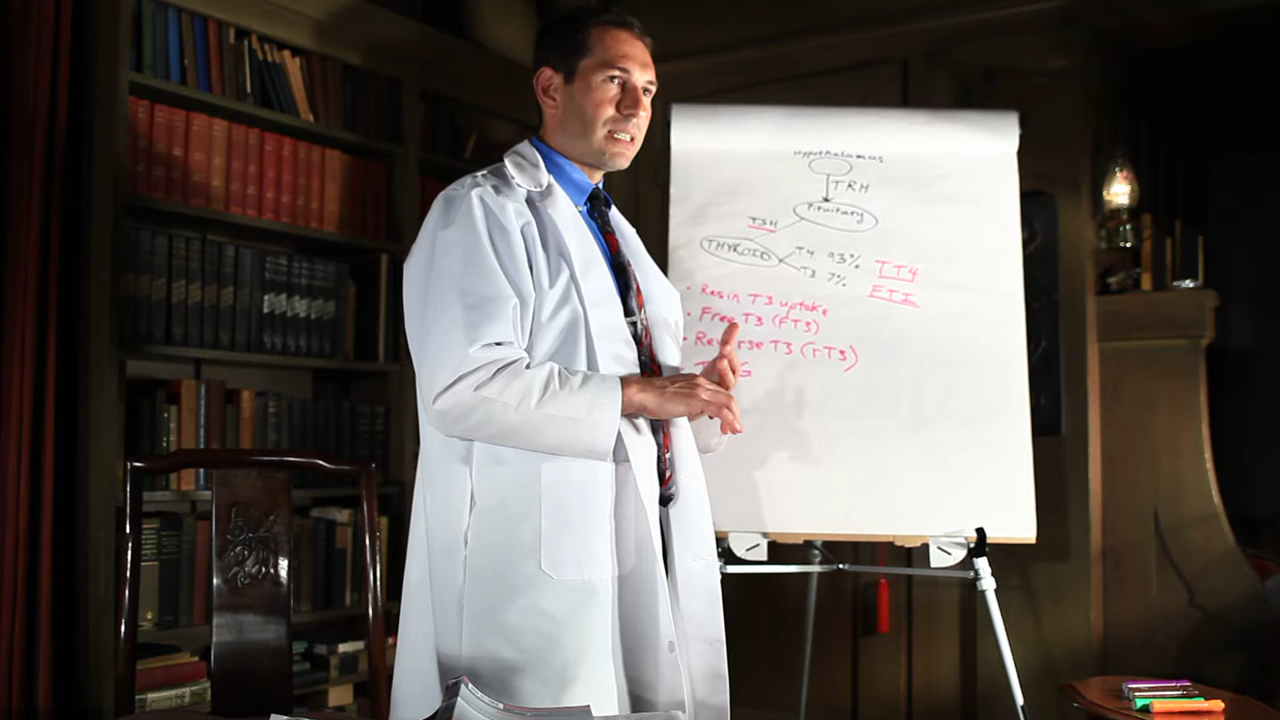 Hypothalamus
TRH
Pituitary
TSH
THYROID
T4 93%
T3 7%
TT4
FTI
• Resin T3 uptake
• Free T3 (FT3)
• Reverse T3 (rT3)